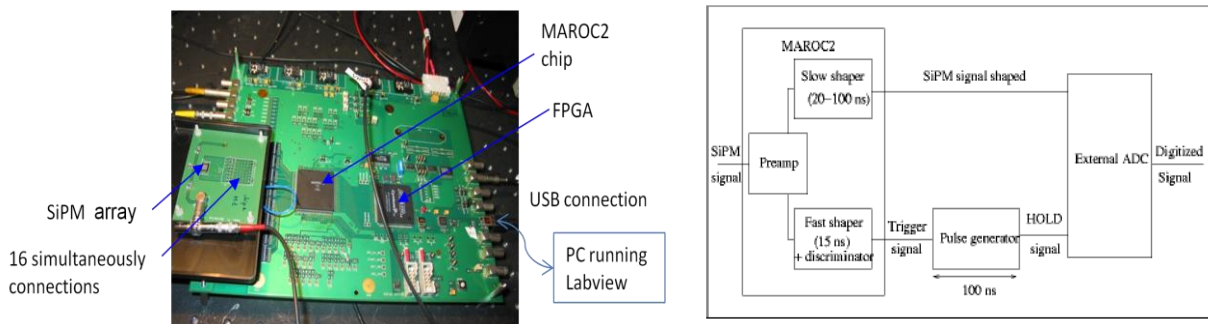 MAROC2
chip
FPGA
USB connection
PC running
Labview
SiPM array
16 simultaneously
connections
MAROC2
Slow shaper
(20-100 ns)
SiPM signal shaped
SiPM
signal
Preamp
External ADC
Digitized
Signal
Fast shaper
(15 ns)
+ discriminator
Trigger
signal
Pulse generator
HOLD
signal
100 ns